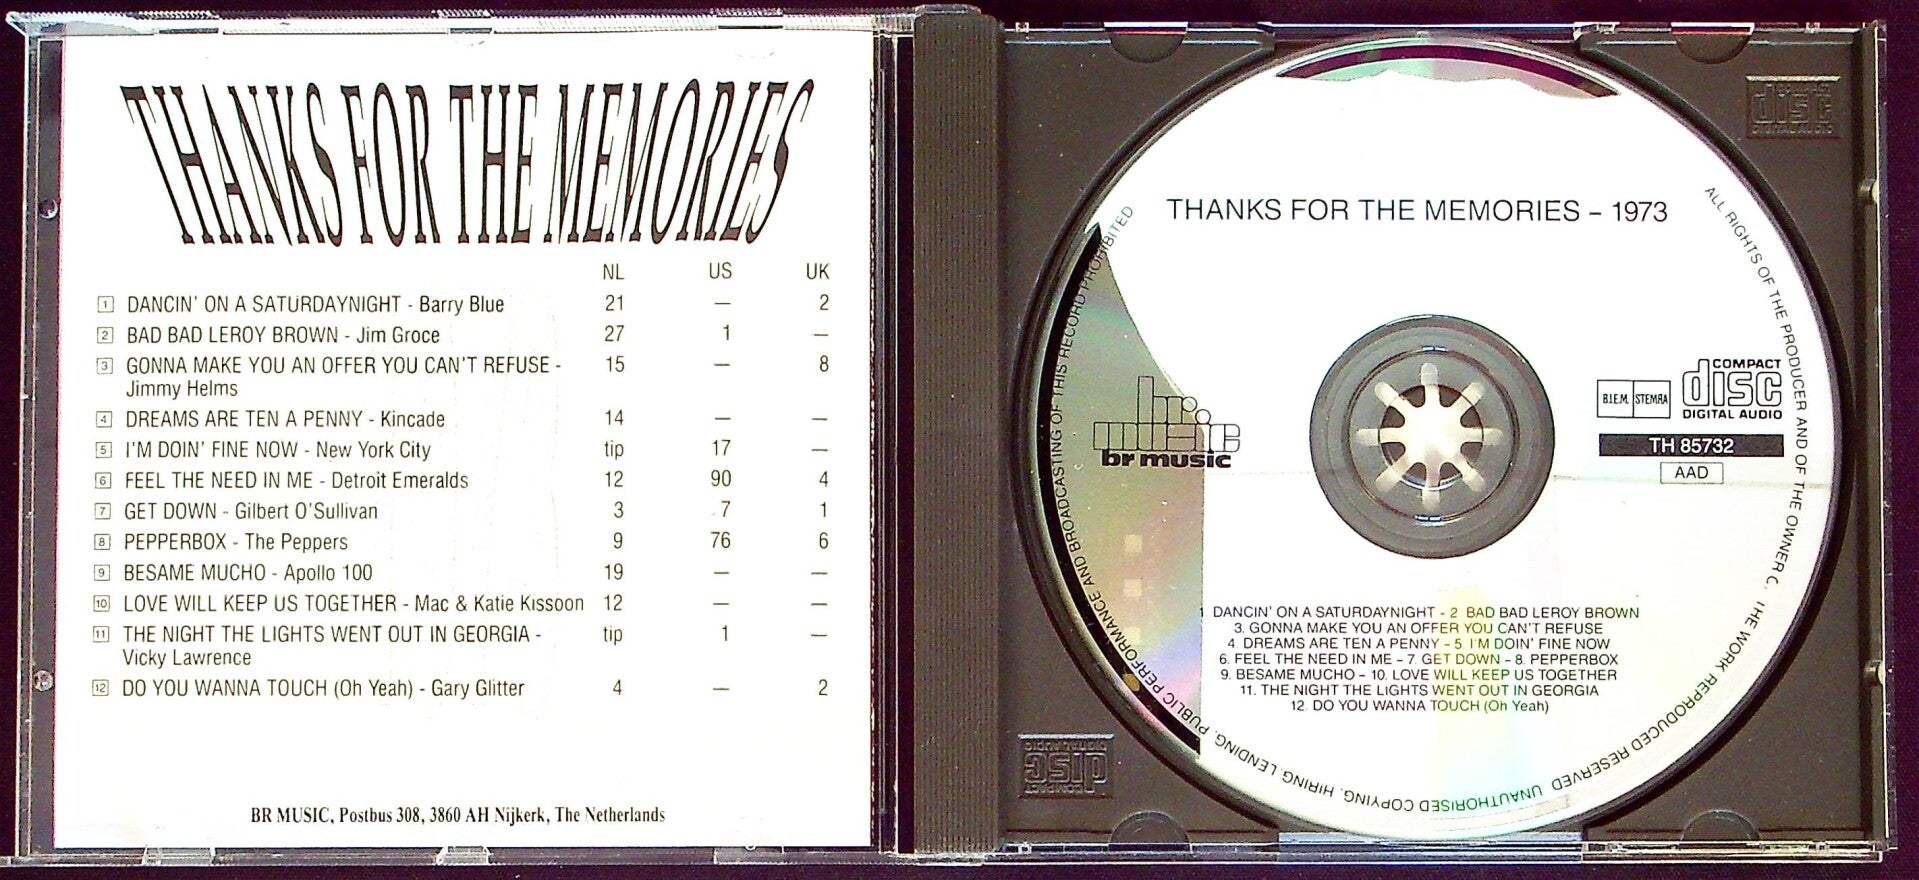 THANKS FOR THE MEMORIES
NL US UK
1 DANCIN' ON A SATURDAYNIGHT - Barry Blue 21 — 2
2 BAD BAD LEROY BROWN - Jim Groce 27 1 —
3 GONNA MAKE YOU AN OFFER YOU CAN'T REFUSE - 15 — 8
Jimmy Helms
4 DREAMS ARE TEN A PENNY - Kincade 14 — —
5 I'M DOIN' FINE NOW - New York City tip 17 —
6 FEEL THE NEED IN ME - Detroit Emeralds 12 90 4
7 GET DOWN - Gilbert O'Sullivan 3 7 1
8 PEPPERBOX - The Peppers 9 76 6
9 BESAME MUCHO - Apollo 100 19 — —
10 LOVE WILL KEEP US TOGETHER - Mac & Katie Kissoon 12 — —
11 THE NIGHT THE LIGHTS WENT OUT IN GEORGIA - tip 1 —
Vicky Lawrence
12 DO YOU WANNA TOUCH (Oh Yeah) - Gary Glitter 4 — 2
BR MUSIC, Postbus 308, 3860 AH Nijkerk, The Netherlands
THANKS FOR THE MEMORIES – 1973
ALL RIGHTS OF THE PRODUCER AND OF THE OWNER C. THE WORK REPRODUCED RESERVED UNAUTHORISED COPYING, HIRING, LENDING, PUBLIC PERFORMANCE AND BROADCASTING OF THIS RECORD PROHIBITED
br music
br music
B.I.E.M. STEMRA
COMPACT
disc
DIGITAL AUDIO
TH 85732
AAD
1 DANCIN' ON A SATURDAYNIGHT - 2 BAD BAD LEROY BROWN
3. GONNA MAKE YOU AN OFFER YOU CAN'T REFUSE
4. DREAMS ARE TEN A PENNY - 5. I'M DOIN' FINE NOW
6. FEEL THE NEED IN ME - 7. GET DOWN - 8. PEPPERBOX
9. BESAME MUCHO - 10. LOVE WILL KEEP US TOGETHER
11. THE NIGHT THE LIGHTS WENT OUT IN GEORGIA
12. DO YOU WANNA TOUCH (Oh Yeah)
COMPACT
disc
DIGITAL AUDIO
COMPACT
disc
DIGITAL AUDIO